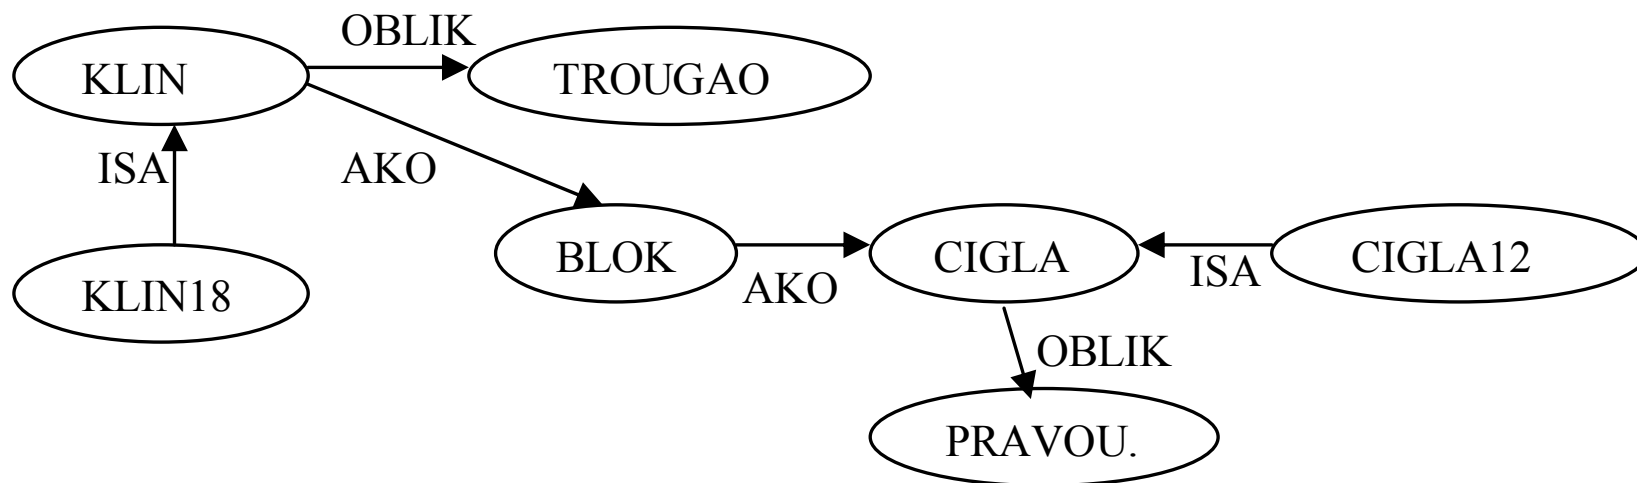 OBLIK
KLIN
TROUGAO
ISA
AKO
BLOK
CIGLA
CIGLA12
KLIN18
AKO
ISA
OBLIK
PRAVOU.